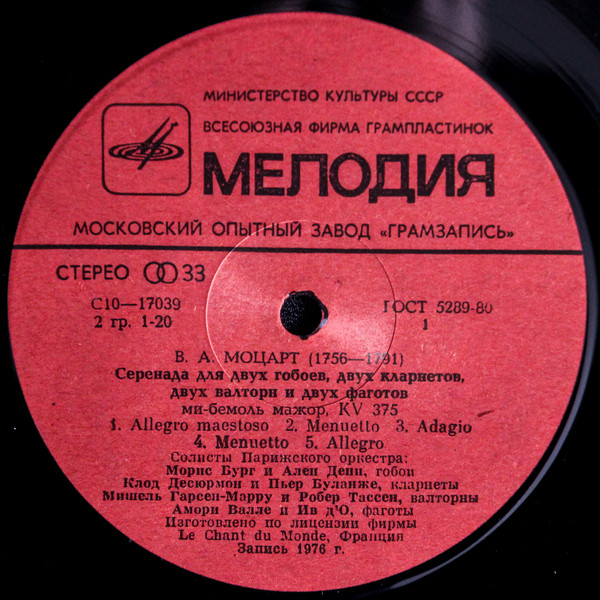 МИНИСТЕРСТВО КУЛЬТУРЫ СССР
ВСЕСОЮЗНАЯ ФИРМА ГРАМПЛАСТИНОК
МЕЛОДИЯ
МОСКОВСКИЙ ОПЫТНЫЙ ЗАВОД «ГРАМЗАПИСЬ»
СТЕРЕО 33
С10—17039 ГОСТ 5289-80
2 гр. 1-20 1
В. А. МОЦАРТ (1756—1791)
Серенада для двух гобоев, двух кларнетов,
двух валторн и двух фаготов
ми-бемоль мажор, KV 375
1. Allegro maestoso 2. Menuetto 3. Adagio
4. Menuetto 5. Allegro
Солисты Парижского оркестра:
Морис Бург и Ален Дени, гобои
Клод Десюрмон и Пьер Буланже, кларнеты
Мишель Гарсен-Марру и Робер Тассен, валторны
Амори Валле и Ив д'О, фаготы
Изготовлено по лицензии фирмы
Le Chant du Monde, Франция
Запись 1976 г.